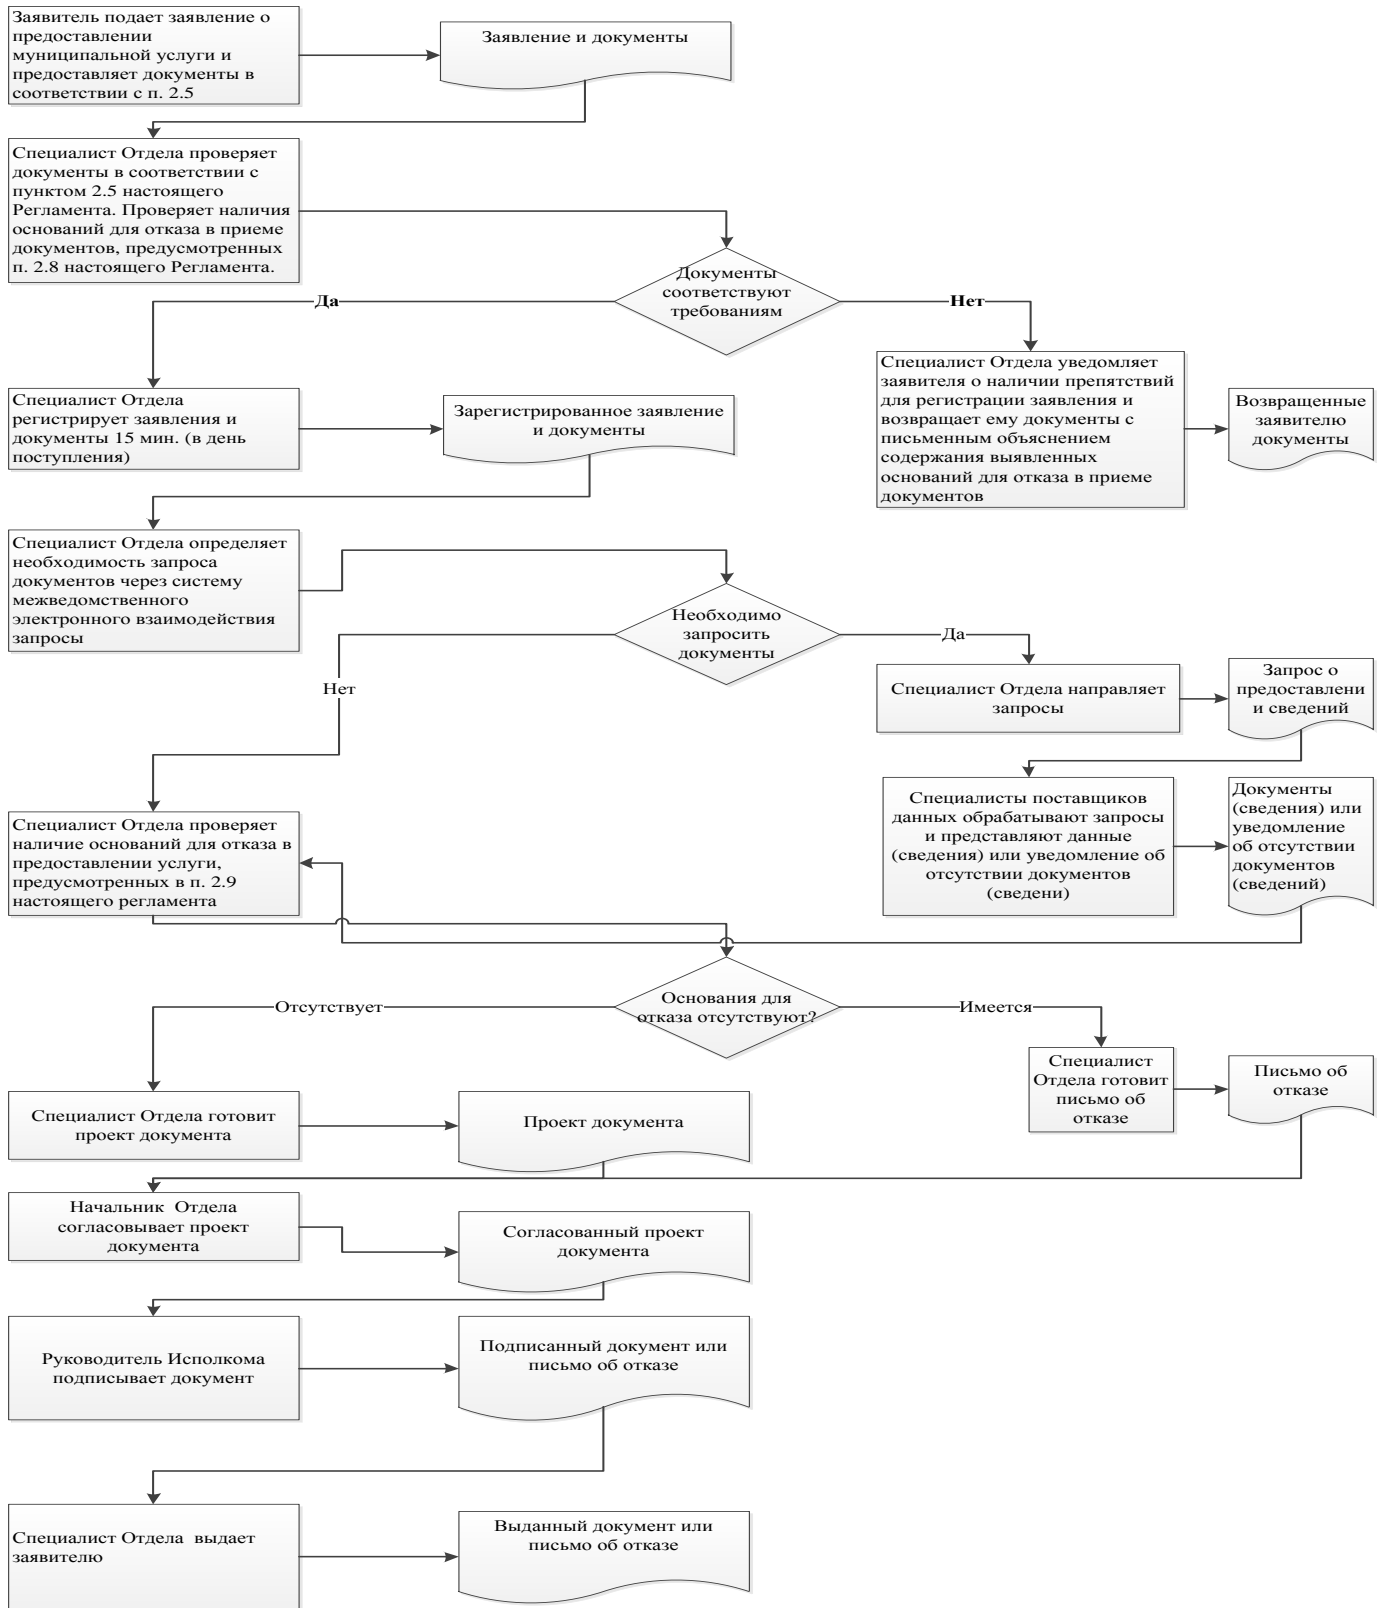 Заявитель подает заявление о
предоставлении
муниципальной услуги и
предоставляет документы в
соответствии с п. 2.5
Заявление и документы
Специалист Отдела проверяет
документы в соответствии с
пунктом 2.5 настоящего
Регламента. Проверяет наличия
оснований для отказа в приеме
документов, предусмотренных
п. 2.8 настоящего Регламента.
Документы
соответствуют
требованиям
Да
Нет
Специалист Отдела
регистрирует заявления и
документы 15 мин. (в день
поступления)
Зарегистрированное заявление
и документы
Специалист Отдела уведомляет
заявителя о наличии препятствий
для регистрации заявления и
возвращает ему документы с
письменным объяснением
содержания выявленных
оснований для отказа в приеме
документов
Возвращенные
заявителю
документы
Специалист Отдела определяет
необходимость запроса
документов через систему
межведомственного
электронного взаимодействия
запросы
Необходимо
запросить
документы
Да
Нет
Специалист Отдела направляет
запросы
Запрос о
предоставлени
и сведений
Специалисты поставщиков
данных обрабатывают запросы
и представляют данные
(сведения) или уведомление об
отсутствии документов
(сведени)
Документы
(сведения) или
уведомление
об отсутствии
документов
(сведений)
Специалист Отдела проверяет
наличие оснований для отказа в
предоставлении услуги,
предусмотренных в п. 2.9
настоящего регламента
Основания для
отказа отсутствуют?
Отсутствует
Имеется
Специалист
Отдела готовит
письмо об
отказе
Письмо об
отказе
Специалист Отдела готовит
проект документа
Проект документа
Начальник  Отдела
согласовывает проект
документа
Согласованный проект
документа
Руководитель Исполкома
подписывает документ
Подписанный документ или
письмо об отказе
Специалист Отдела  выдает
заявителю
Выданный документ или
письмо об отказе